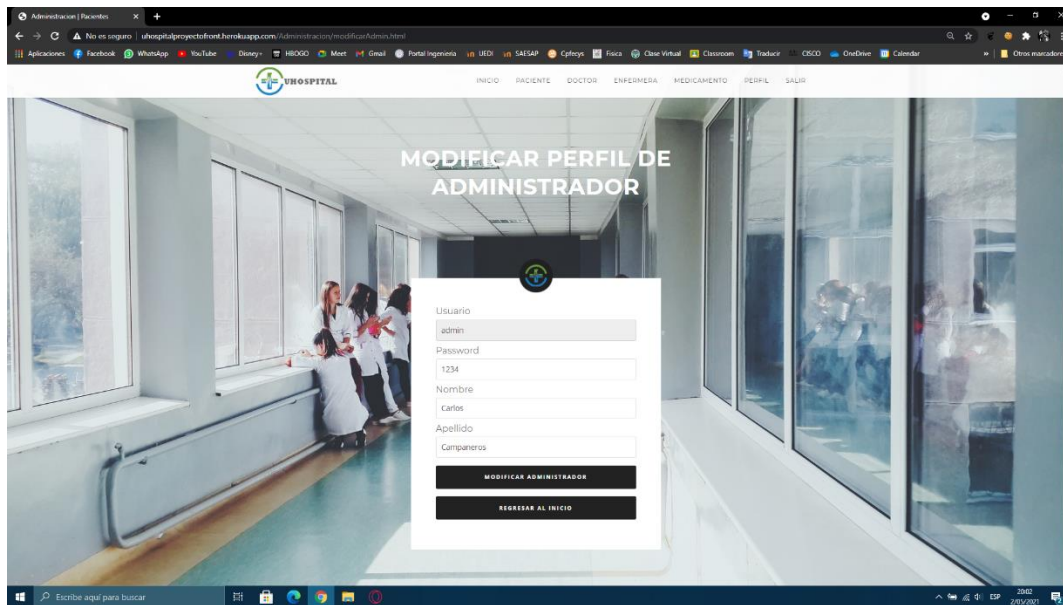 Administracion | Pacientes
No es seguro | uhospitalproyectofront.herokuapp.com/Administracion/modificarAdmin.html
Aplicaciones Facebook WhatsApp YouTube Disney+ HBOGO Meet Gmail Portal Ingenieria UEDI SAESAP Cpfecys Fisica Clase Virtual Classroom Traducir CISCO OneDrive Calendar » Otros marcadores
UHOSPITAL INICIO PACIENTE DOCTOR ENFERMERA MEDICAMENTO PERFIL SALIR
MODIFICAR PERFIL DE
ADMINISTRADOR
Usuario
admin
Password
1234
Nombre
Carlos
Apellido
Campaneros
MODIFICAR ADMINISTRADOR
REGRESAR AL INICIO
Escribe aquí para buscar
ESP
20:02
2/05/2021